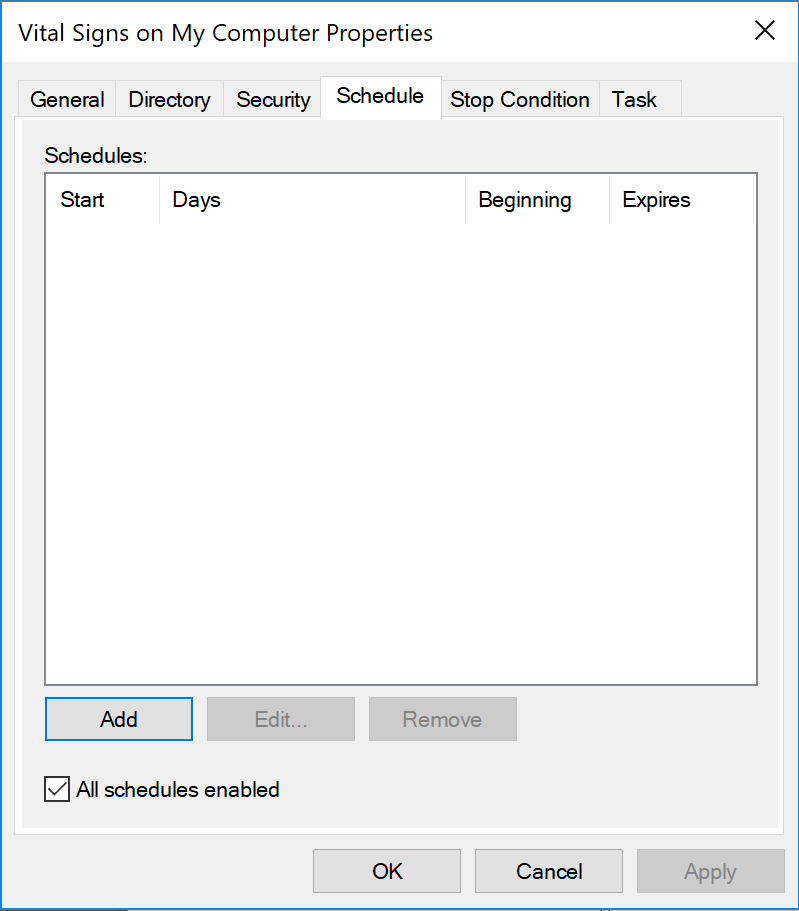 Vital Signs on My Computer Properties
General Directory Security Schedule Stop Condition Task
Schedules:
Start Days Beginning Expires
Add Edit... Remove
All schedules enabled
OK Cancel Apply